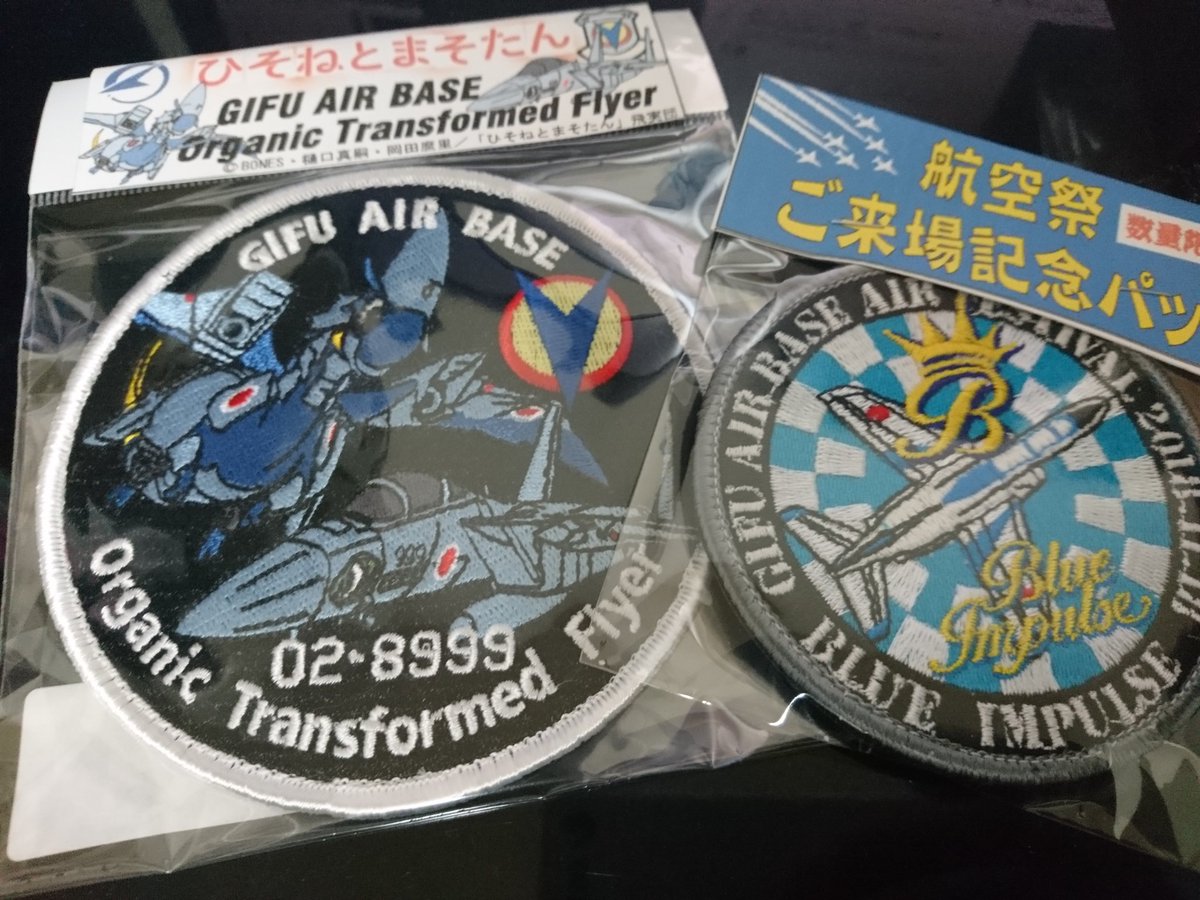 ひそねとまそたん
GIFU AIR BASE
Organic Transformed Flyer
©BONES・樋口真嗣・岡田麿里/「ひそねとまそたん」飛実団
GIFU AIR BASE
999
02-8999
Organic Transformed Flyer
航空祭
ご来場記念パッ
数量限
GIFU AIR BASE AIR FESTIVAL
B
Blue
Impulse
BLUE IMPULSE